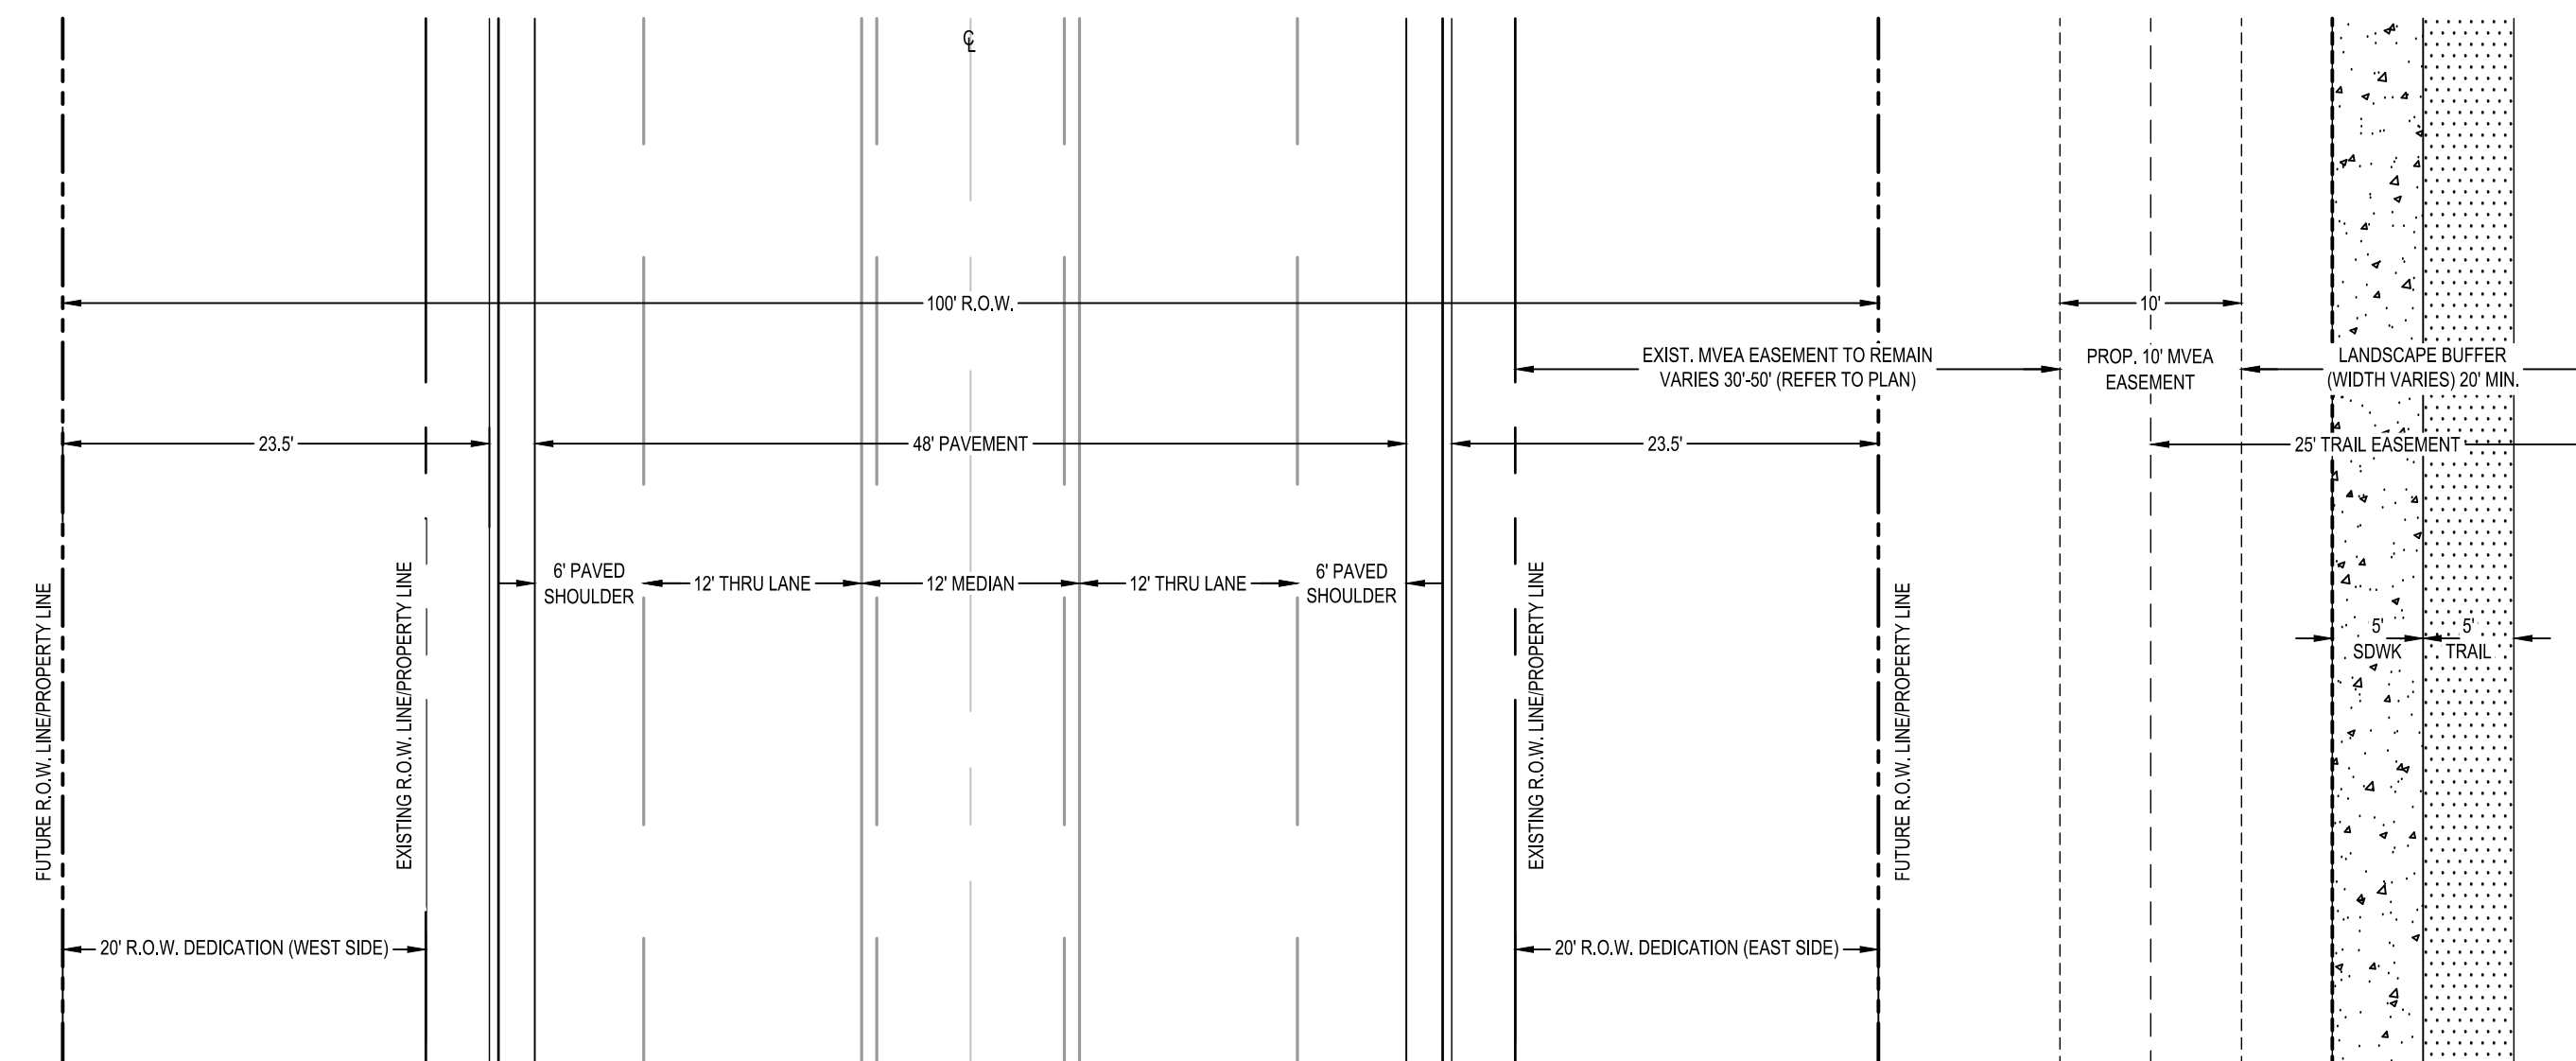 ℄
100' R.O.W.
10'
EXIST. MVEA EASEMENT TO REMAIN
VARIES 30'-50' (REFER TO PLAN)
PROP. 10' MVEA
EASEMENT
LANDSCAPE BUFFER
(WIDTH VARIES) 20' MIN.
23.5'
48' PAVEMENT
23.5'
25' TRAIL EASEMENT
6' PAVED
SHOULDER
12' THRU LANE
12' MEDIAN
12' THRU LANE
6' PAVED
SHOULDER
5'
SDWK
5'
TRAIL
FUTURE R.O.W. LINE/PROPERTY LINE
EXISTING R.O.W. LINE/PROPERTY LINE
EXISTING R.O.W. LINE/PROPERTY LINE
FUTURE R.O.W. LINE/PROPERTY LINE
20' R.O.W. DEDICATION (WEST SIDE)
20' R.O.W. DEDICATION (EAST SIDE)